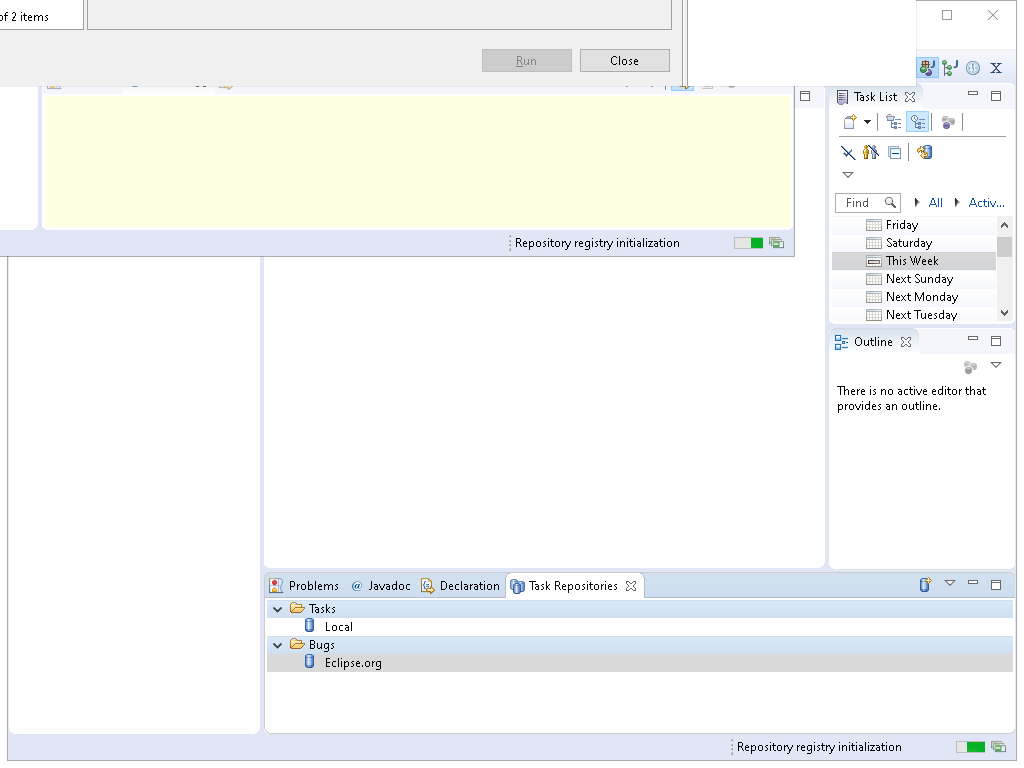 of 2 items
Run
Close
Task List
Find
All
Activ...
Friday
Saturday
This Week
Next Sunday
Next Monday
Next Tuesday
Repository registry initialization
Outline
There is no active editor that
provides an outline.
Problems
@ Javadoc
Declaration
Task Repositories
Tasks
Local
Bugs
Eclipse.org
Repository registry initialization